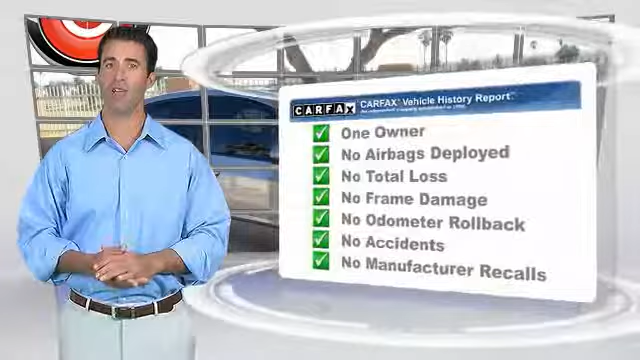 CARFAX CARFAX Vehicle History Report
One Owner
No Airbags Deployed
No Total Loss
No Frame Damage
No Odometer Rollback
No Accidents
No Manufacturer Recalls